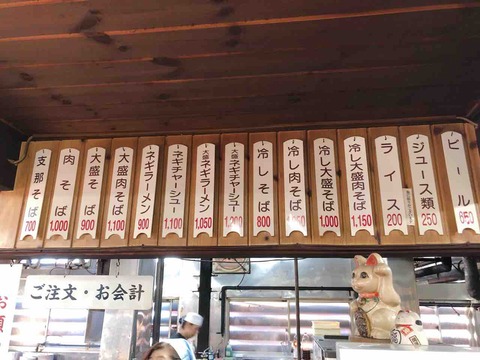 支那そば 700
肉そば 1,000
大盛そば 900
大盛肉そば 1,100
ネギラーメン 900
ネギチャーシュー 1,100
大盛ネギラーメン 1,050
大盛ネギチャーシュー
冷しそば 800
冷し肉そば
冷し大盛そば 1,000
冷し大盛肉そば 1,150
ライス 200
ジュース類 250
ビール 650
お願
ご注文・お会計